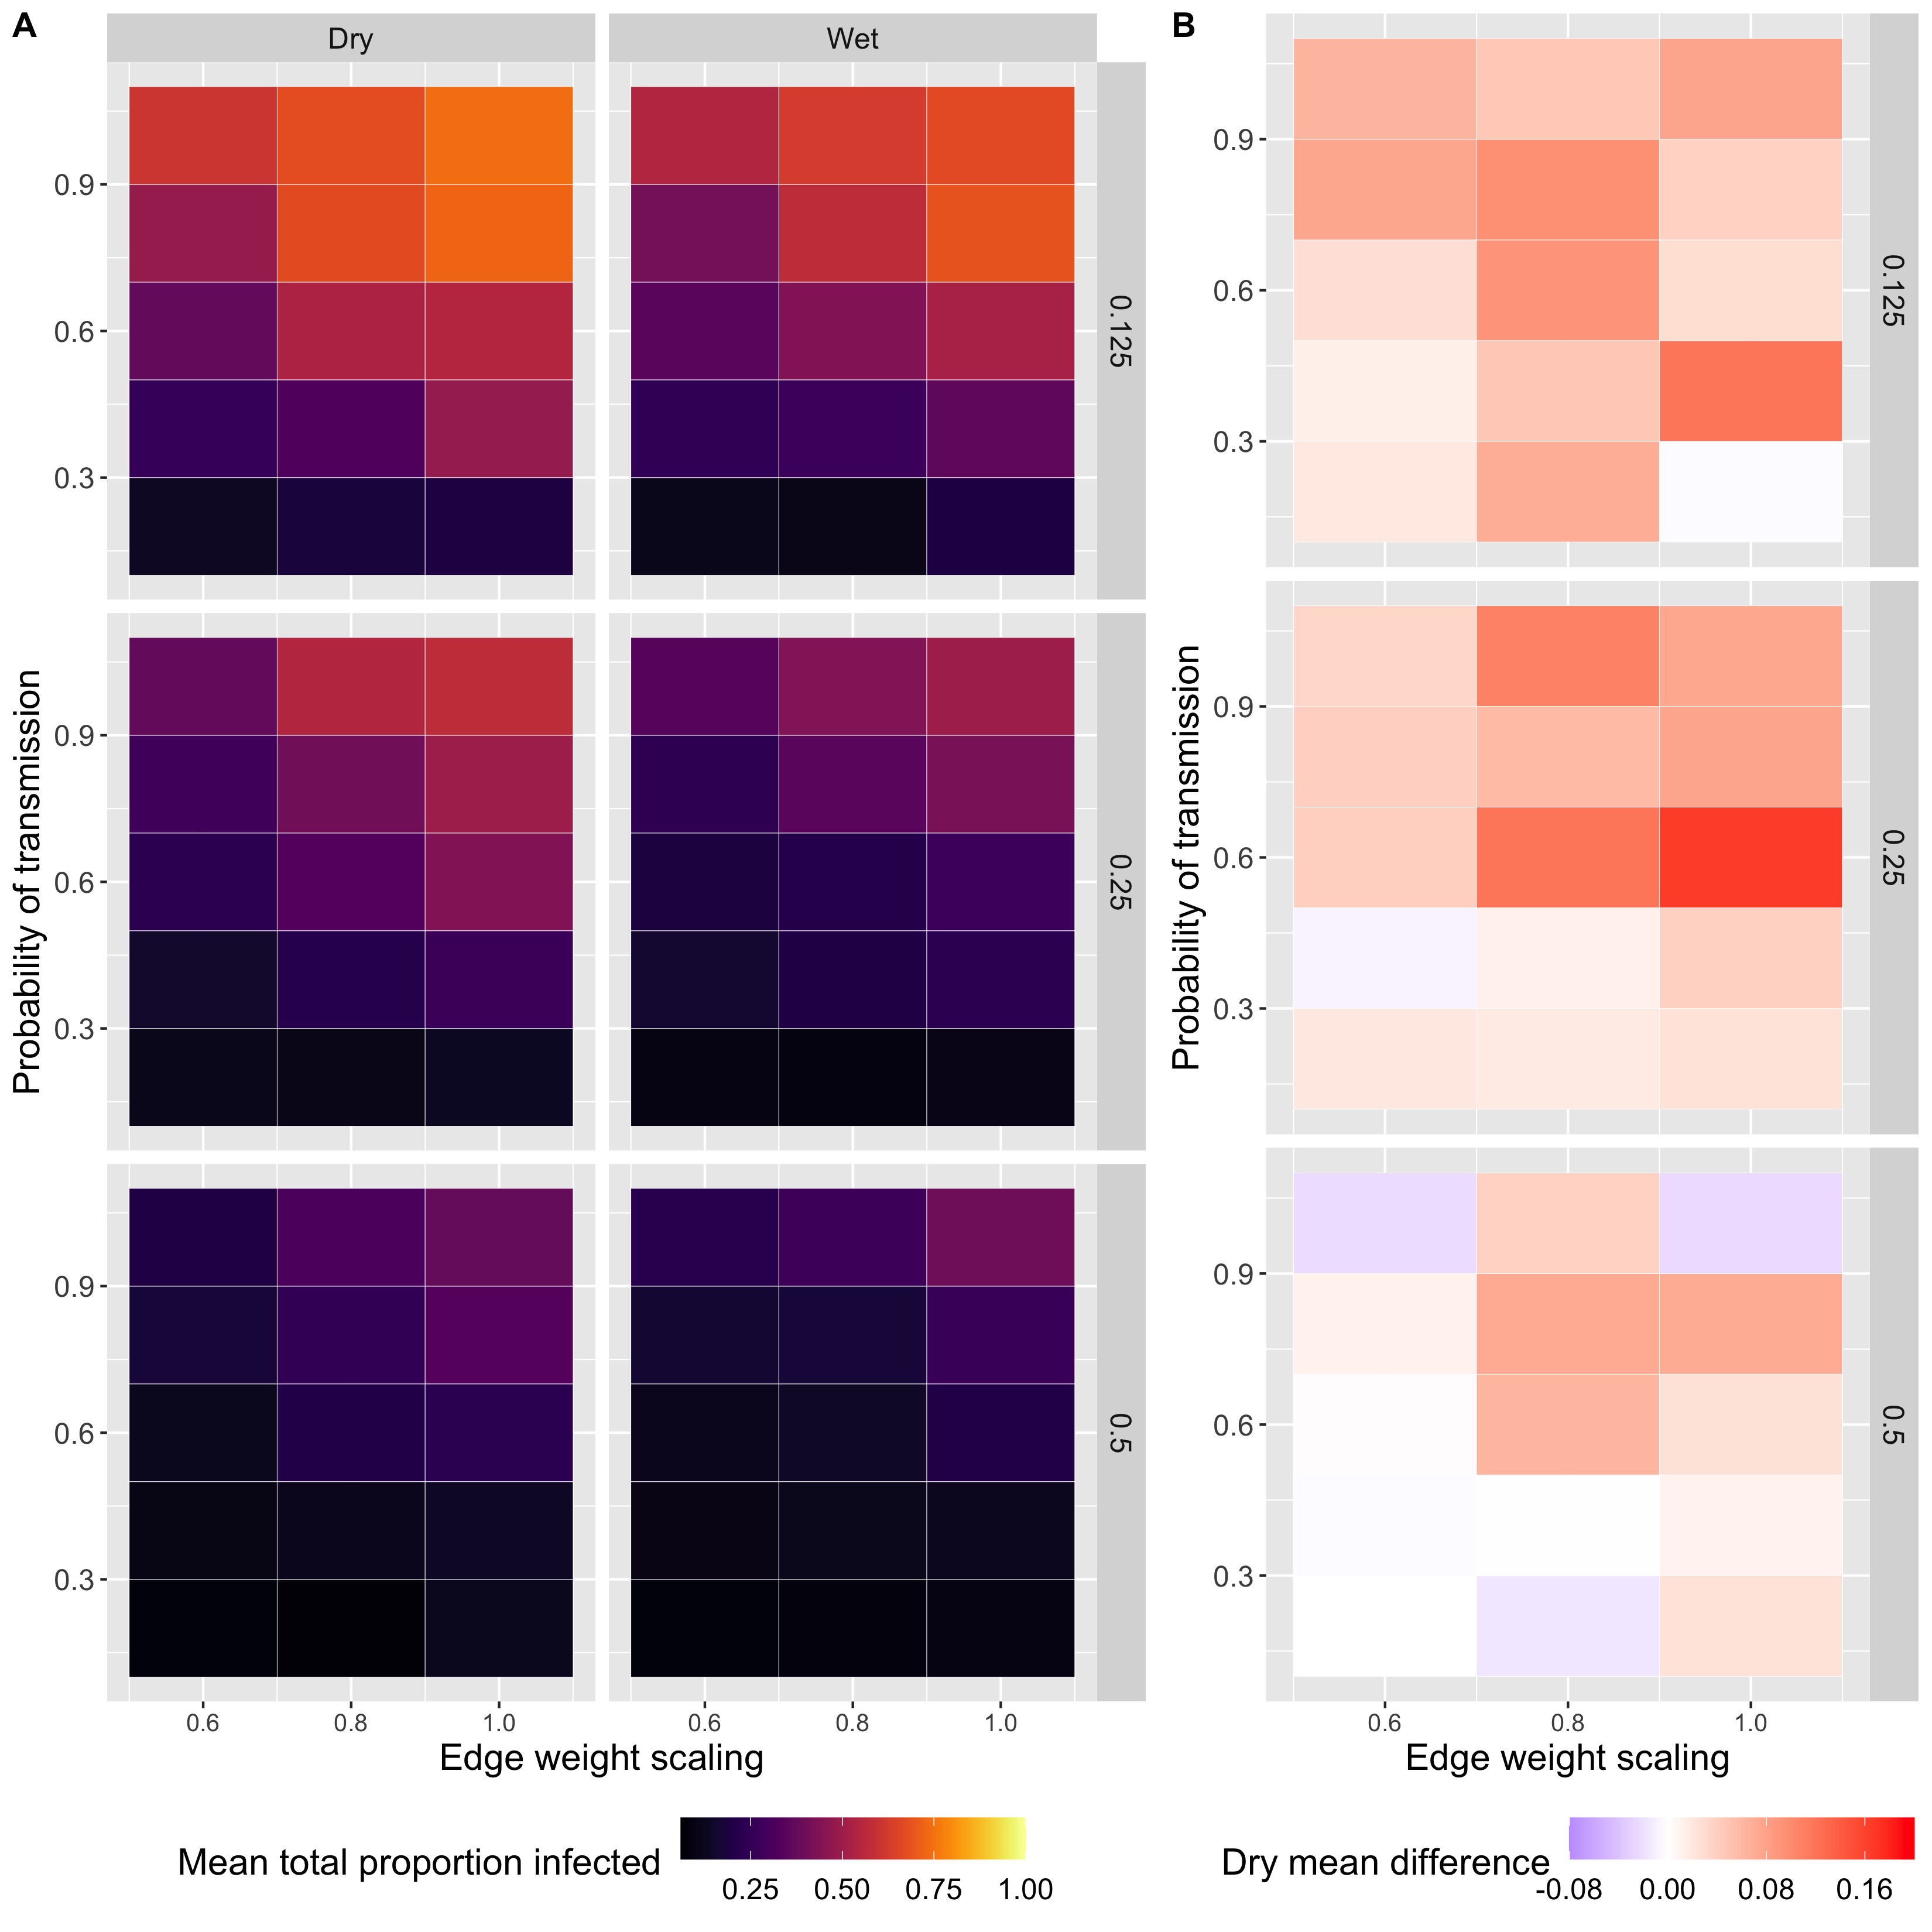 A
Dry
Wet
0.9
0.6
0.3
0.125
0.9
0.6
0.3
0.25
0.9
0.6
0.3
0.5
Probability of transmission
0.6 0.8 1.0
0.6 0.8 1.0
Edge weight scaling
Mean total proportion infected
0.25 0.50 0.75 1.00
B
0.9
0.6
0.3
0.125
0.9
0.6
0.3
0.25
0.9
0.6
0.3
0.5
Probability of transmission
0.6 0.8 1.0
Edge weight scaling
Dry mean difference
-0.08 0.00 0.08 0.16